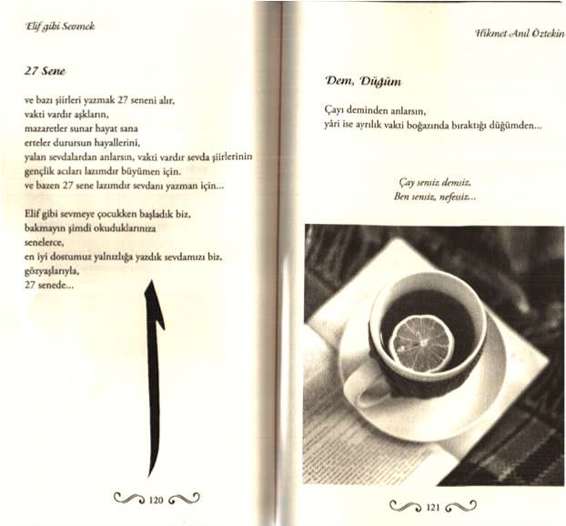 Elif gibi Sevmek
27 Sene
ve bazı şiirleri yazmak 27 seneni alır,
vakti vardır aşkların,
mazaretler sunar hayat sana
erteler durursun hayallerini,
yalan sevdalardan anlarsın, vakti vardır sevda şiirlerinin
gençlik acıları lazımdır büyümen için.
ve bazen 27 sene lazımdır sevdanı yazman için...
Elif gibi sevmeye çocukken başladık biz,
bakmayın şimdi okuduklarınıza
senelerce,
en iyi dostumuz yalnızlığa yazdık sevdamızı biz,
gözyaşlarıyla,
27 senede...
120
Hikmet Anıl Öztekin
Dem, Düğüm
Çayı deminden anlarsın,
yâri ise ayrılık vakti boğazında bıraktığı düğümden...
Çay sensiz demsiz,
Ben sensiz, nefessiz...
121